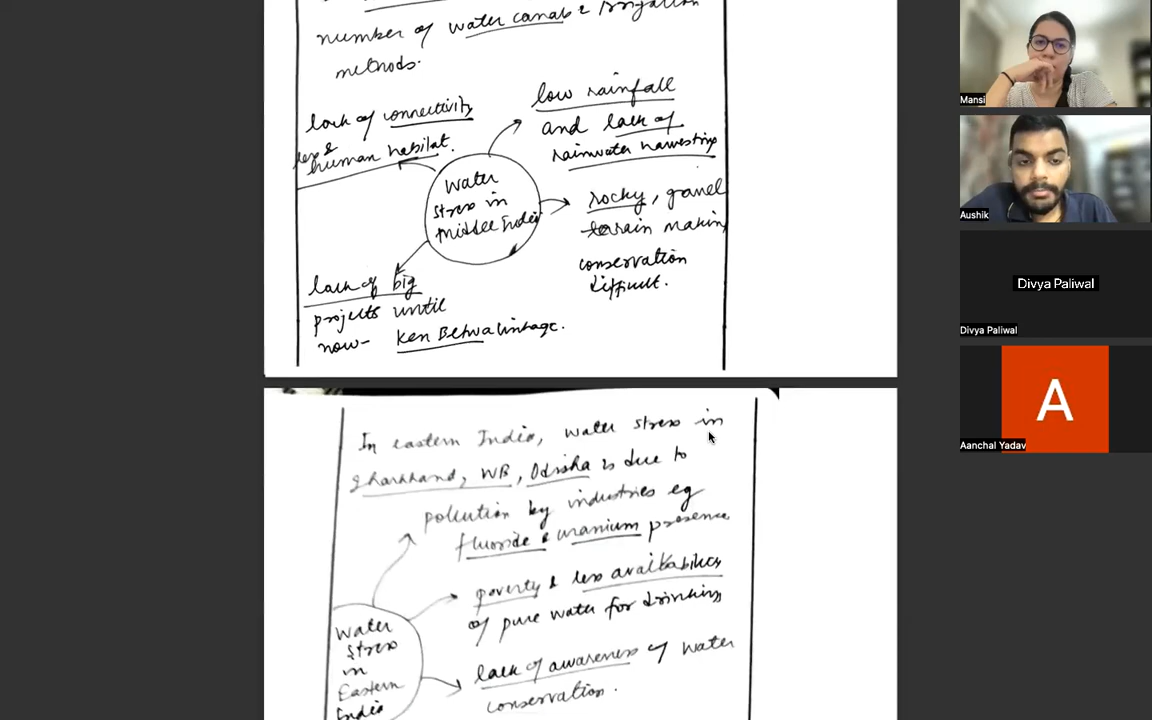 number of water canals & irrigation
methods.
lack of connectivity
less &
human habitat.
low rainfall
and lack of
rainwater harvesting
Water
stress in
Middle India
rocky, gravel
terrain making
conservation
difficult.
lack of big
projects until
now-
Ken Betwa linkage.
In eastern India, water stress in
Jharkhand, WB, Odisha is due to
pollution by industries eg
fluoride & uranium presence
poverty & less availability
of pure water for drinking
lack of awareness of water
conservation.
Water
stress
in
Eastern
India
Mansi
Aushik
Divya Paliwal
Divya Paliwal
A
Aanchal Yadav